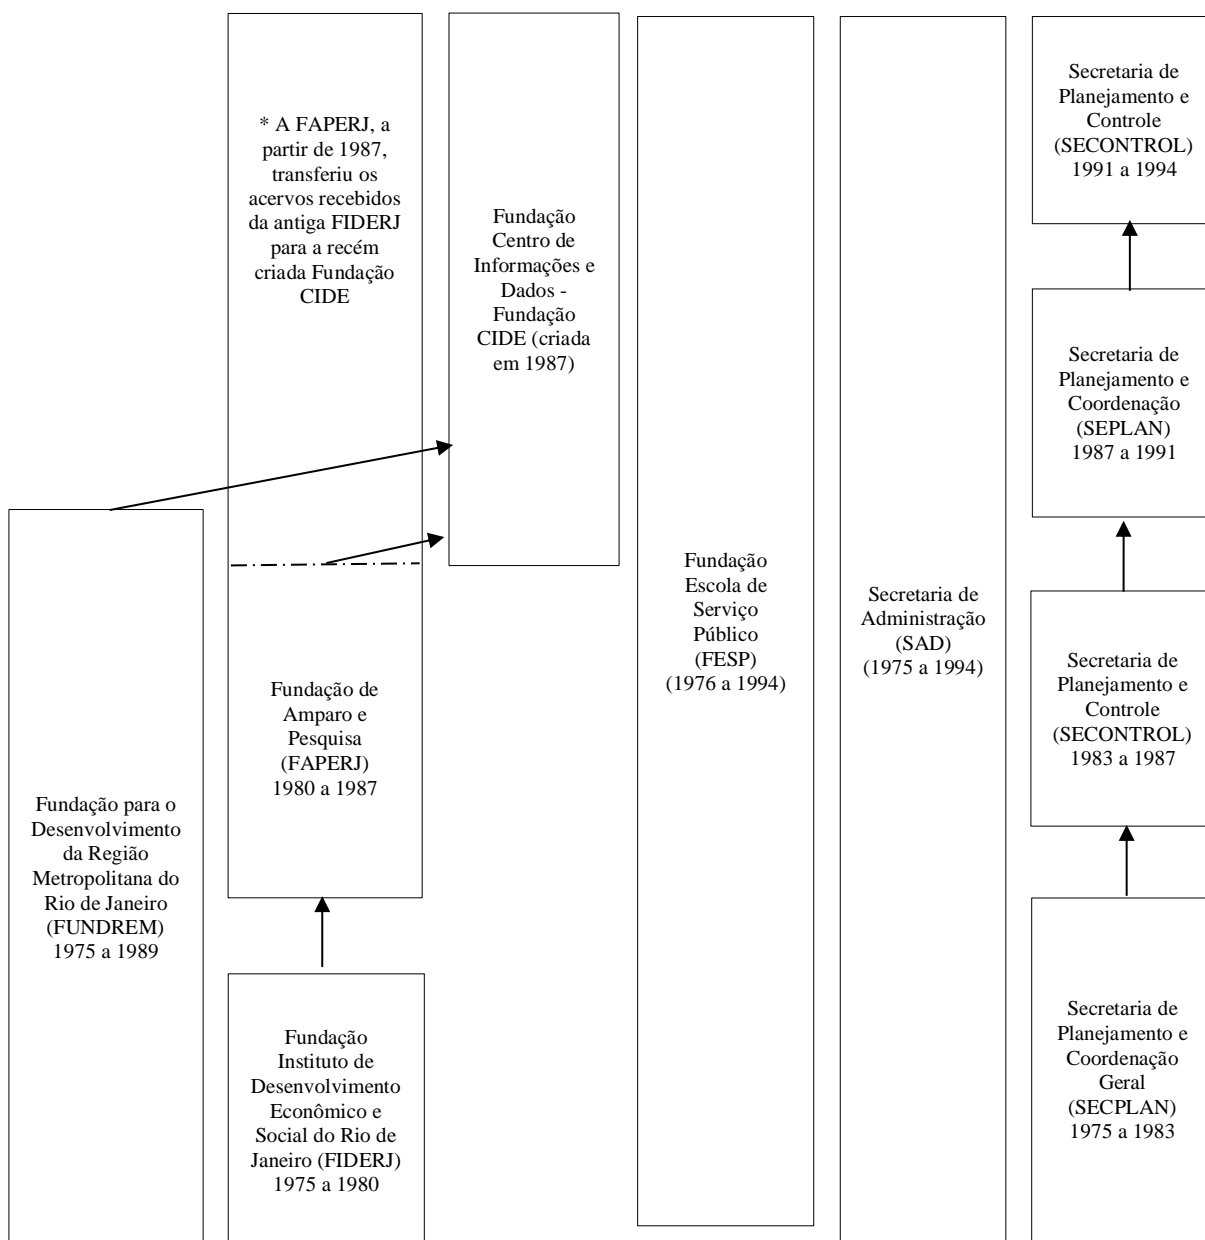 * A FAPERJ, a
partir de 1987,
transferiu os
acervos recebidos
da antiga FIDERJ
para a recém
criada Fundação
CIDE
Fundação
Centro de
Informações e
Dados -
Fundação
CIDE (criada
em 1987)
Secretaria de
Planejamento e
Controle
(SECONTROL)
1991 a 1994
Secretaria de
Planejamento e
Coordenação
(SEPLAN)
1987 a 1991
Fundação para o
Desenvolvimento
da Região
Metropolitana do
Rio de Janeiro
(FUNDREM)
1975 a 1989
Fundação de
Amparo e
Pesquisa
(FAPERJ)
1980 a 1987
Fundação
Escola de
Serviço
Público
(FESP)
(1976 a 1994)
Secretaria de
Administração
(SAD)
(1975 a 1994)
Secretaria de
Planejamento e
Controle
(SECONTROL)
1983 a 1987
Fundação
Instituto de
Desenvolvimento
Econômico e
Social do Rio de
Janeiro (FIDERJ)
1975 a 1980
Secretaria de
Planejamento e
Coordenação
Geral
(SECPLAN)
1975 a 1983